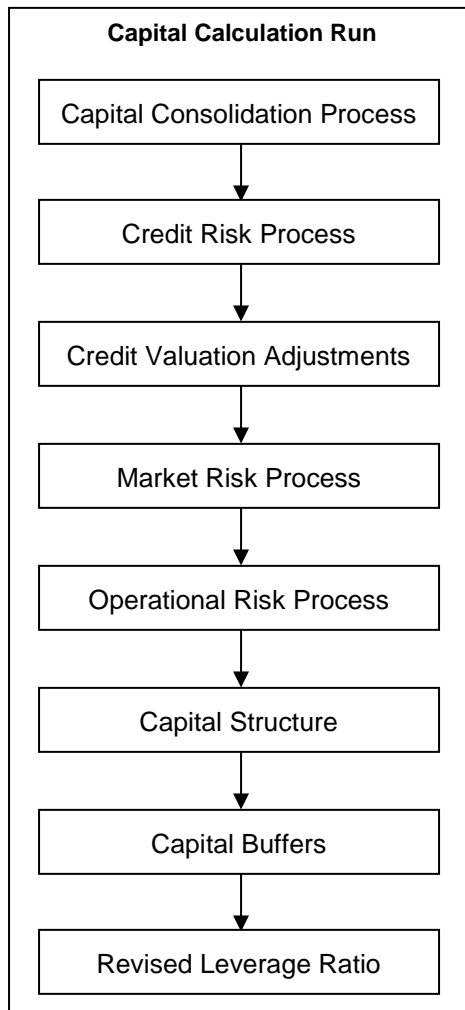 Capital Calculation Run
Capital Consolidation Process
Credit Risk Process
Credit Valuation Adjustments
Market Risk Process
Operational Risk Process
Capital Structure
Capital Buffers
Revised Leverage Ratio